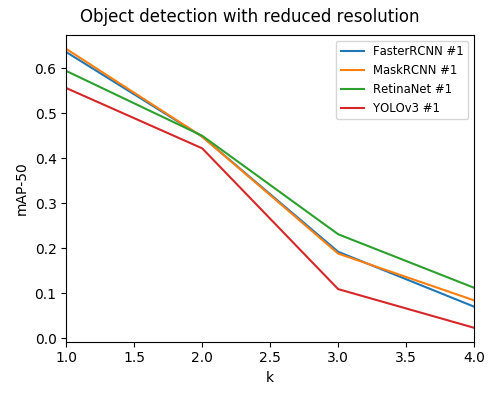 Object detection with reduced resolution
FasterRCNN #1
MaskRCNN #1
RetinaNet #1
YOLOv3 #1
mAP-50
0.6
0.5
0.4
0.3
0.2
0.1
0.0
1.0 1.5 2.0 2.5 3.0 3.5 4.0
k